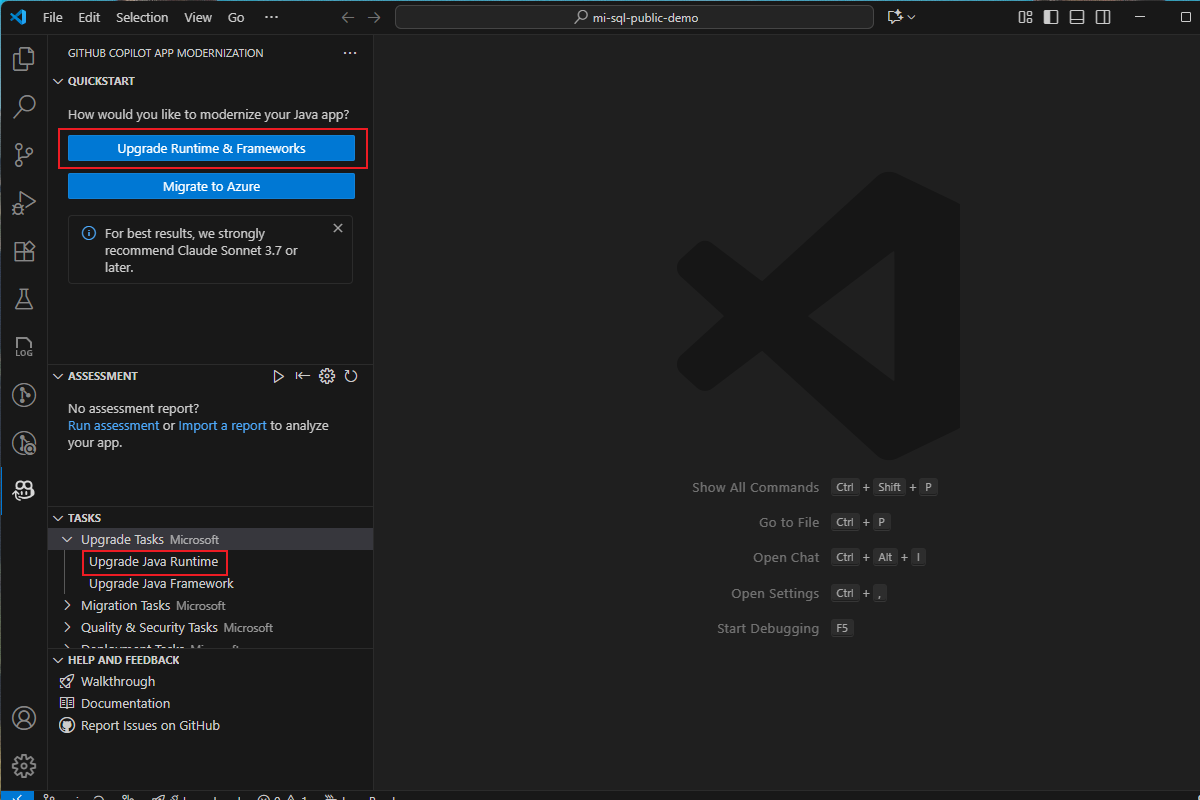 File Edit Selection View Go ···
mi-sql-public-demo
GITHUB COPILOT APP MODERNIZATION ···
QUICKSTART
How would you like to modernize your Java app?
Upgrade Runtime & Frameworks
Migrate to Azure
For best results, we strongly
recommend Claude Sonnet 3.7 or
later.
LOG
ASSESSMENT
No assessment report?
Run assessment or Import a report to analyze
your app.
TASKS
Upgrade Tasks Microsoft
Upgrade Java Runtime
Upgrade Java Framework
Migration Tasks Microsoft
Quality & Security Tasks Microsoft
Deployment Tasks Microsoft
HELP AND FEEDBACK
Walkthrough
Documentation
Report Issues on GitHub
Show All Commands Ctrl + Shift + P
Go to File Ctrl + P
Open Chat Ctrl + Alt + I
Open Settings Ctrl + ,
Start Debugging F5